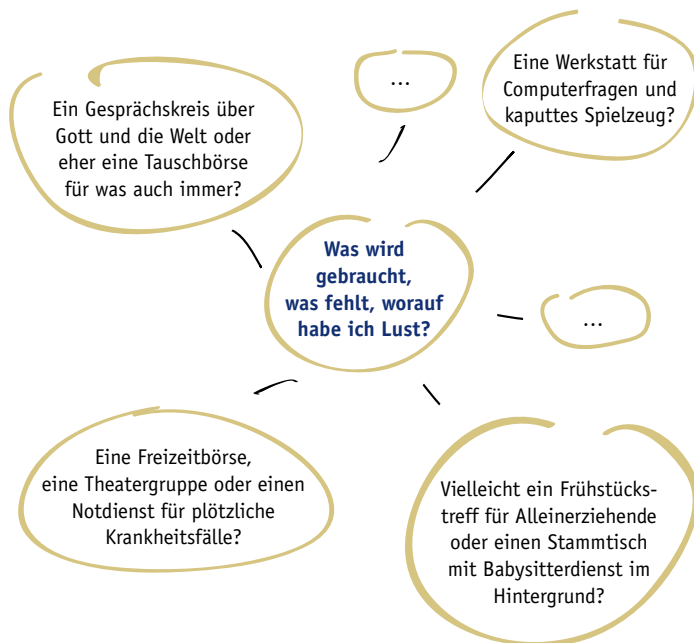 ...
Eine Werkstatt für
Computerfragen und
kaputtes Spielzeug?
Ein Gesprächskreis über
Gott und die Welt oder
eher eine Tauschbörse
für was auch immer?
Was wird
gebraucht,
was fehlt, worauf
habe ich Lust?
...
Eine Freizeitbörse,
eine Theatergruppe oder einen
Notdienst für plötzliche
Krankheitsfälle?
Vielleicht ein Frühstücks-
treff für Alleinerziehende
oder einen Stammtisch
mit Babysitterdienst im
Hintergrund?